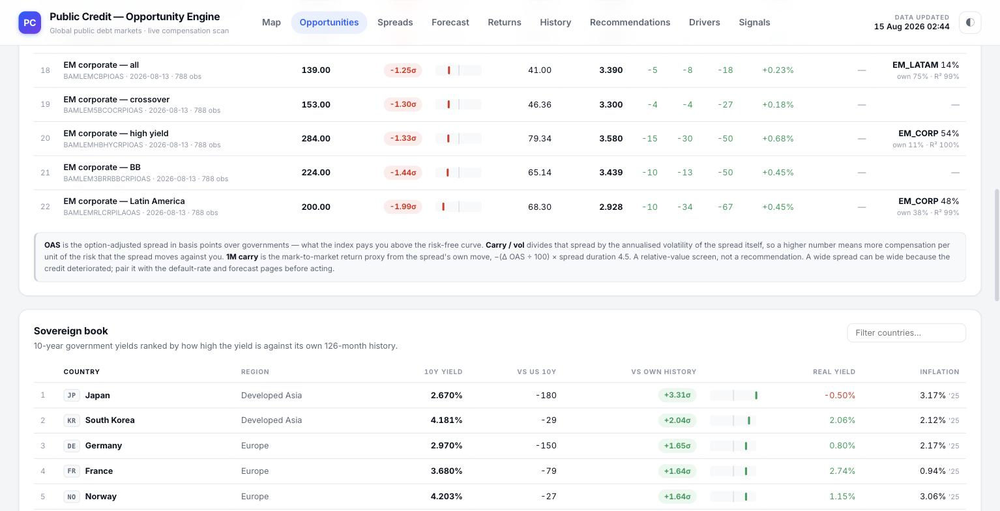 PC
Public Credit — Opportunity Engine
Global public debt markets · live compensation scan
Map Opportunities Spreads Forecast Returns History Recommendations Drivers Signals
DATA UPDATED
15 Aug 2026 02:44
18 EM corporate — all 139.00 -1.25σ 41.00 3.390 -5 -8 -18 +0.23% — EM_LATAM 14%
BAMLEMCBPIOAS · 2026-08-13 · 788 obs own 75% · R² 99%
19 EM corporate — crossover 153.00 -1.30σ 46.36 3.300 -4 -4 -27 +0.18% — —
BAMLEM5BCOCRPIOAS · 2026-08-13 · 788 obs
20 EM corporate — high yield 284.00 -1.33σ 79.34 3.580 -15 -30 -50 +0.68% — EM_CORP 54%
BAMLEMHBHYCRPIOAS · 2026-08-13 · 788 obs own 11% · R² 100%
21 EM corporate — BB 224.00 -1.44σ 65.14 3.439 -10 -13 -50 +0.45% — —
BAMLEM3BRRBBCRPIOAS · 2026-08-13 · 788 obs
22 EM corporate — Latin America 200.00 -1.99σ 68.30 2.928 -10 -34 -67 +0.45% — EM_CORP 48%
BAMLEMRLCRPILAOAS · 2026-08-13 · 788 obs own 38% · R² 99%
OAS is the option-adjusted spread in basis points over governments — what the index pays you above the risk-free curve. Carry / vol divides that spread by the annualised volatility of the spread itself, so a higher number means more compensation per
unit of the risk that the spread moves against you. 1M carry is the mark-to-market return proxy from the spread's own move, −(Δ OAS ÷ 100) × spread duration 4.5. A relative-value screen, not a recommendation. A wide spread can be wide because the
credit deteriorated; pair it with the default-rate and forecast pages before acting.
Sovereign book
Filter countries...
10-year government yields ranked by how high the yield is against its own 126-month history.
COUNTRY REGION 10Y YIELD VS US 10Y VS OWN HISTORY REAL YIELD INFLATION
1 JP Japan Developed Asia 2.670% -180 +3.31σ -0.50% 3.17% '25
2 KR South Korea Developed Asia 4.181% -29 +2.04σ 2.06% 2.12% '25
3 DE Germany Europe 2.970% -150 +1.65σ 0.80% 2.17% '25
4 FR France Europe 3.680% -79 +1.64σ 2.74% 0.94% '25
5 NO Norway Europe 4.203% -27 +1.64σ 1.15% 3.06% '25